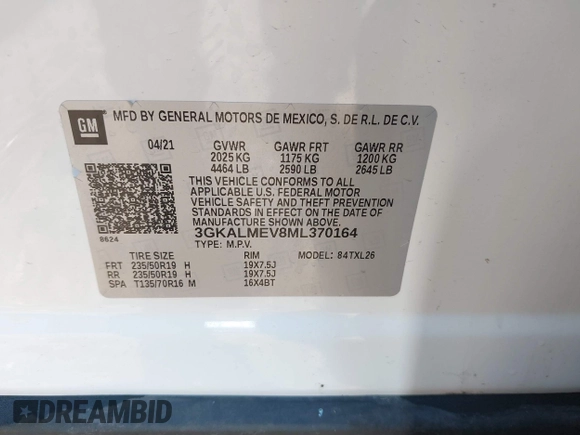 GM
MFD BY GENERAL MOTORS DE MEXICO, S. DE R.L. DE C.V.
04/21 GVWR GAWR FRT GAWR RR
2025 KG 1175 KG 1200 KG
4464 LB 2590 LB 2645 LB
THIS VEHICLE CONFORMS TO ALL
APPLICABLE U.S. FEDERAL MOTOR
VEHICLE SAFETY AND THEFT
PREVENTION STANDARDS IN
EFFECT ON THE DATE OF
MANUFACTURE SHOWN ABOVE.
8624
3GKALMEV8ML370164
TYPE: M.P.V.
TIRE SIZE RIM MODEL: 84TXL26
FRT 235/50R19 H 19X7.5J
RR 235/50R19 H 19X7.5J
SPA T135/70R16 M 16X4BT
DREAMBID